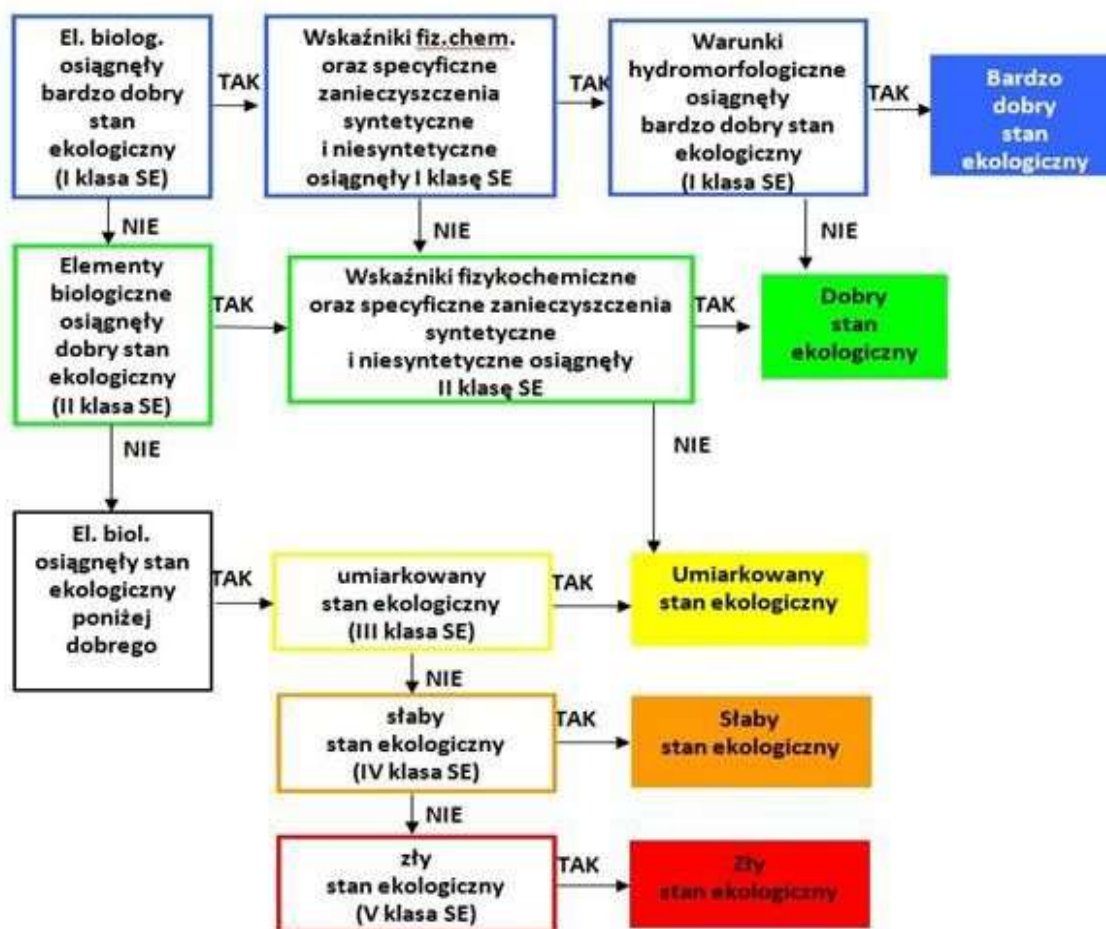 El. biolog.
osiągnęły
bardzo dobry
stan
ekologiczny
(I klasa SE)
TAK
Wskaźniki fiz.chem.
oraz specyficzne
zanieczyszczenia
syntetyczne
i niesyntetyczne
osiągnęły I klasę SE
TAK
Warunki
hydromorfologiczne
osiągnęły
bardzo dobry stan
ekologiczny
(I klasa SE)
TAK
Bardzo
dobry
stan
ekologiczny
NIE
NIE
NIE
Elementy
biologiczne
osiągnęły
dobry stan
ekologiczny
(II klasa SE)
TAK
Wskaźniki fizykochemiczne
oraz specyficzne zanieczyszczenia
syntetyczne
i niesyntetyczne osiągnęły
II klasę SE
TAK
Dobry
stan
ekologiczny
NIE
NIE
El. biol.
osiągnęły stan
ekologiczny
poniżej
dobrego
TAK
umiarkowany
stan ekologiczny
(III klasa SE)
TAK
Umiarkowany
stan ekologiczny
NIE
słaby
stan ekologiczny
(IV klasa SE)
TAK
Słaby
stan ekologiczny
NIE
zły
stan ekologiczny
(V klasa SE)
TAK
Zły
stan ekologiczny